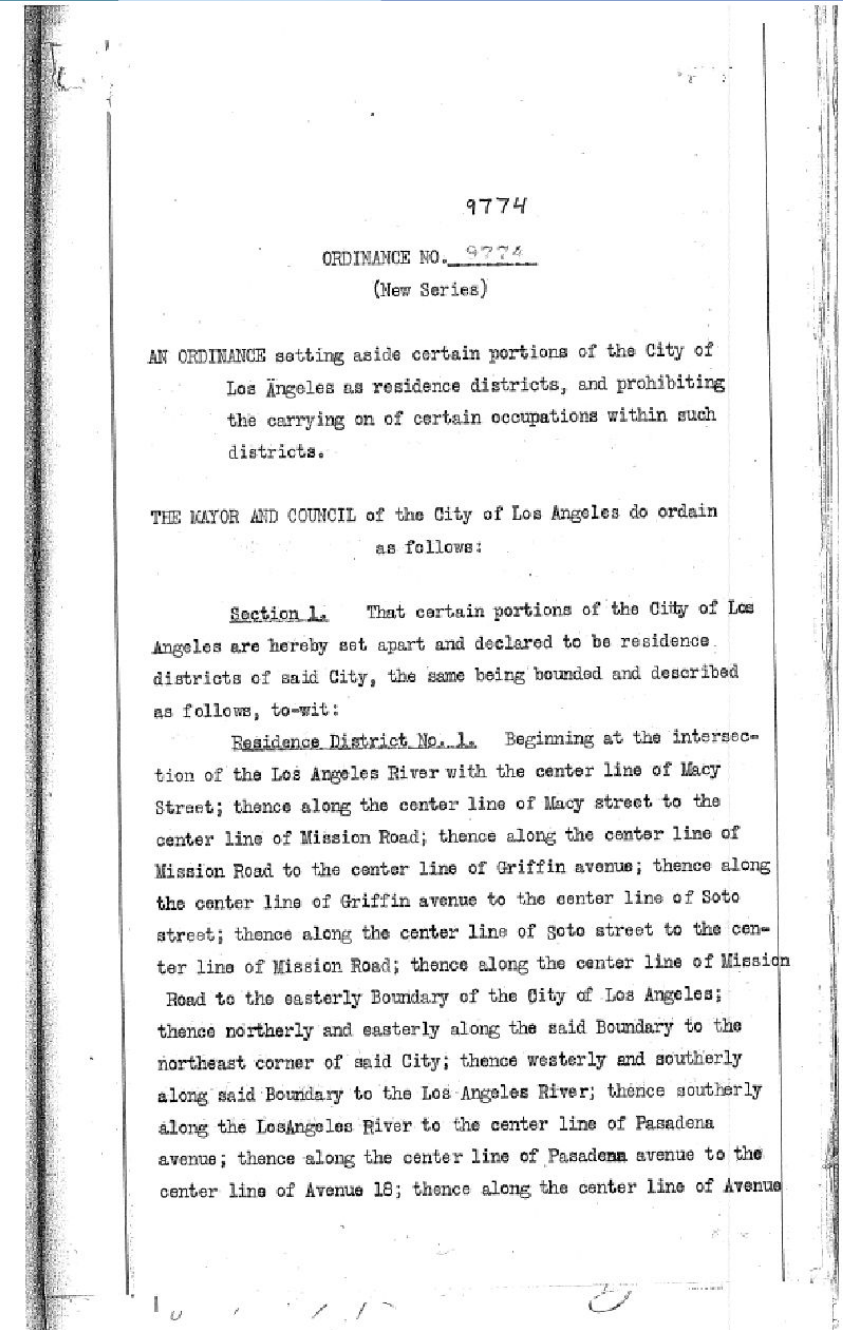 9774
ORDINANCE NO. 9774
(New Series)
AN ORDINANCE setting aside certain portions of the City of
Los Angeles as residence districts, and prohibiting
the carrying on of certain occupations within such
districts.
THE MAYOR AND COUNCIL of the City of Los Angeles do ordain
as follows:
Section 1. That certain portions of the City of Los
Angeles are hereby set apart and declared to be residence
districts of said City, the same being bounded and described
as follows, to-wit:
Residence District No. 1. Beginning at the intersec-
tion of the Los Angeles River with the center line of Macy
Street; thence along the center line of Macy street to the
center line of Mission Road; thence along the center line of
Mission Road to the center line of Griffin avenue; thence along
the center line of Griffin avenue to the center line of Soto
street; thence along the center line of Soto street to the cen-
ter line of Mission Road; thence along the center line of Mission
Road to the easterly Boundary of the City of Los Angeles;
thence northerly and easterly along the said Boundary to the
northeast corner of said City; thence westerly and southerly
along said Boundary to the Los Angeles River; thence southerly
along the LosAngeles River to the center line of Pasadena
avenue; thence along the center line of Pasadena avenue to the
center line of Avenue 18; thence along the center line of Avenue